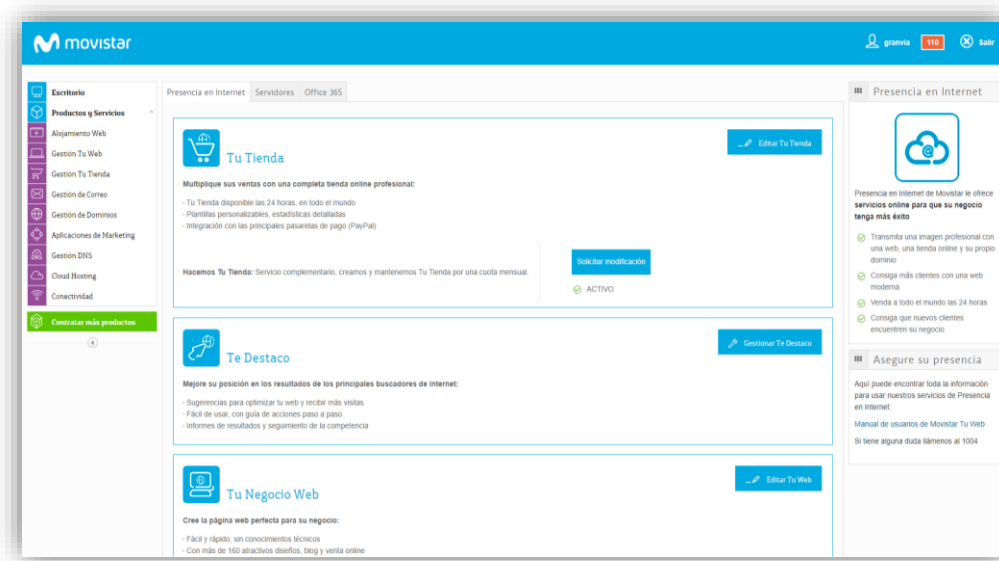 movistar
granvia 110 Salir
Escritorio
Productos y Servicios
Alojamiento Web
Gestión Tu Web
Gestión Tu Tienda
Gestión de Correo
Gestión de Dominios
Aplicaciones de Marketing
Gestión DNS
Cloud Hosting
Conectividad
Contratar más productos
Presencia en Internet Servidores Office 365
Tu Tienda
Editar Tu Tienda
Multiplique sus ventas con una completa tienda online profesional:
- Tu Tienda disponible las 24 horas, en todo el mundo
- Plantillas personalizables, estadísticas detalladas
- Integración con las principales pasarelas de pago (PayPal)
Hacemos Tu Tienda: Servicio complementario, creamos y mantenemos Tu Tienda por una cuota mensual.
Solicitar modificación
ACTIVO
Te Destaco
Gestionar Te Destaco
Mejore su posición en los resultados de los principales buscadores de internet:
- Sugerencias para optimizar tu web y recibir más visitas
- Fácil de usar, con guía de acciones paso a paso
- Informes de resultados y seguimiento de la competencia
Tu Negocio Web
Editar Tu Web
Cree la página web perfecta para su negocio:
- Fácil y rápido, sin conocimientos técnicos
- Con más de 160 atractivos diseños, blog y venta online
Presencia en Internet
Presencia en Internet de Movistar le ofrece
servicios online para que su negocio
tenga más éxito
Transmita una imagen profesional con
una web, una tienda online y su propio
dominio
Consiga más clientes con una web
moderna
Venda a todo el mundo las 24 horas
Consiga que nuevos clientes
encuentren su negocio
Asegure su presencia
Aquí puede encontrar toda la información
para usar nuestros servicios de Presencia
en Internet:
Manual de usuarios de Movistar Tu Web
Si tiene alguna duda llámenos al 1004